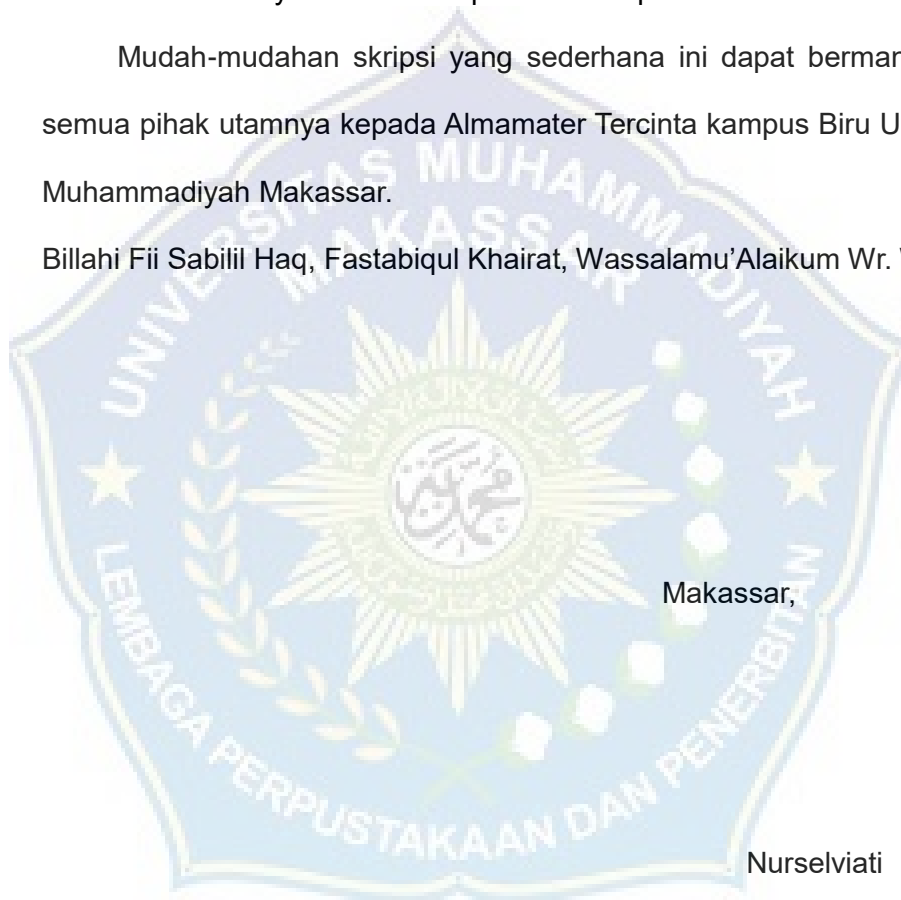 Mudah-mudahan skripsi yang sederhana ini dapat
semua pihak utamnya kepada Almamater Tercinta kampus Biru
Muhammadiyah Makassar.
Billahi Fii Sabilil Haq, Fastabiqul Khairat, Wassalamu’Alaikum Wr.
UNIVERSITAS MUHAMMADIYAH
MAKASSAR
Makassar,
LEMBAGA PERPUSTAKAAN DAN PENERBITAN
Nurselviati